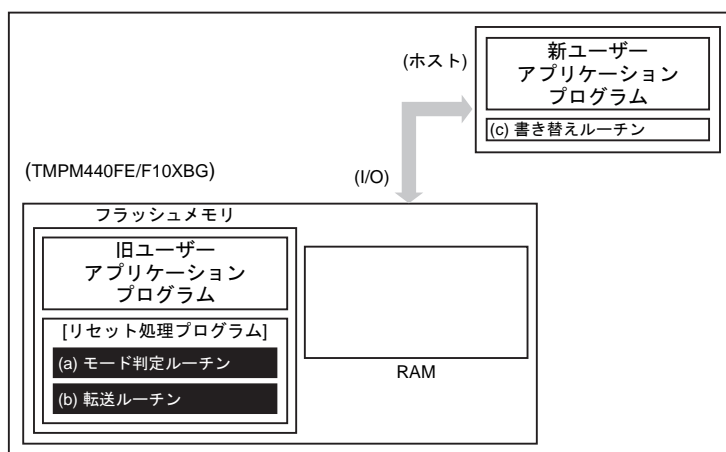 (ホスト)
新ユーザー
アプリケーション
プログラム
(c) 書き替えルーチン
(TMPM440FE/F10XBG)
(I/O)
フラッシュメモリ
旧ユーザー
アプリケーション
プログラム
[リセット処理プログラム]
(a) モード判定ルーチン
(b) 転送ルーチン
RAM